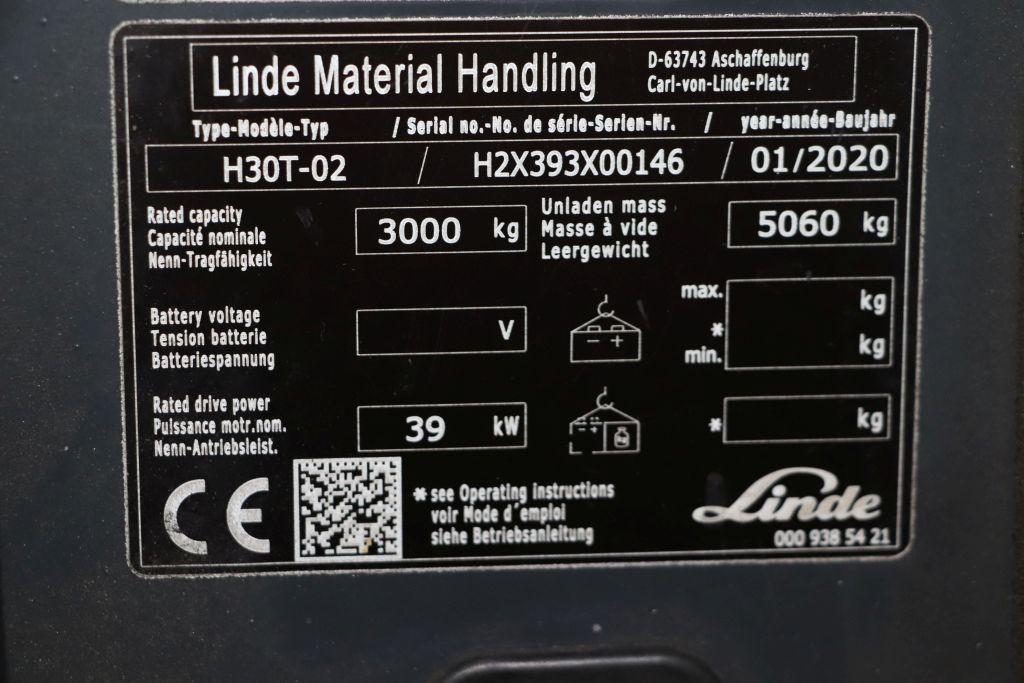 Linde Material Handling
D-63743 Aschaffenburg
Carl-von-Linde-Platz
Type-Modèle-Typ / Serial no.-No. de série-Serien-Nr. / year-année-Baujahr
H30T-02 / H2X393X00146 / 01/2020
Rated capacity
Capacité nominale
Nenn-Tragfähigkeit
3000 kg
Unladen mass
Masse à vide
Leergewicht
5060 kg
Battery voltage
Tension batterie
Batteriespannung
V
- +
max. kg
*
min. kg
Rated drive power
Puissance motr.nom.
Nenn-Antriebsleist.
39 kW
Kg
* kg
CE
* see Operating instructions
voir Mode d´emploi
siehe Betriebsanleitung
Linde
000 938 54 21